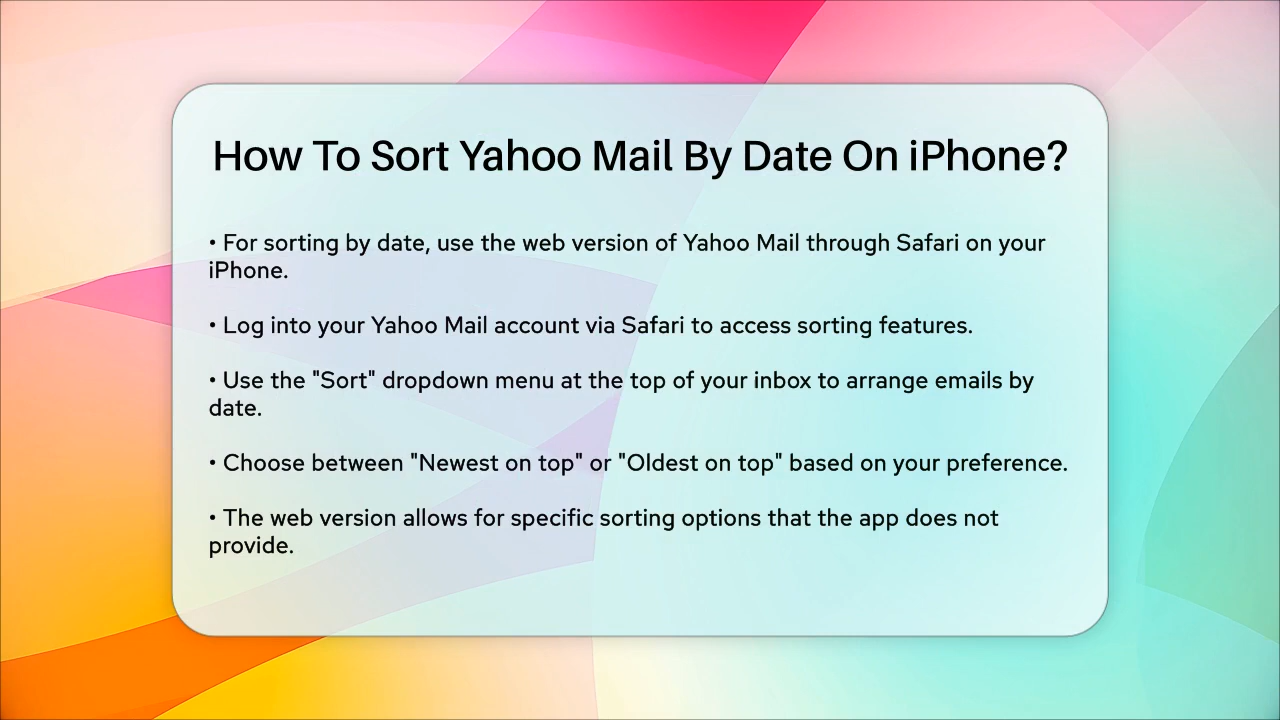 How To Sort Yahoo Mail By Date On iPhone?
• For sorting by date, use the web version of Yahoo Mail through Safari on your
iPhone.
• Log into your Yahoo Mail account via Safari to access sorting features.
• Use the "Sort" dropdown menu at the top of your inbox to arrange emails by
date.
• Choose between "Newest on top" or "Oldest on top" based on your preference.
• The web version allows for specific sorting options that the app does not
provide.